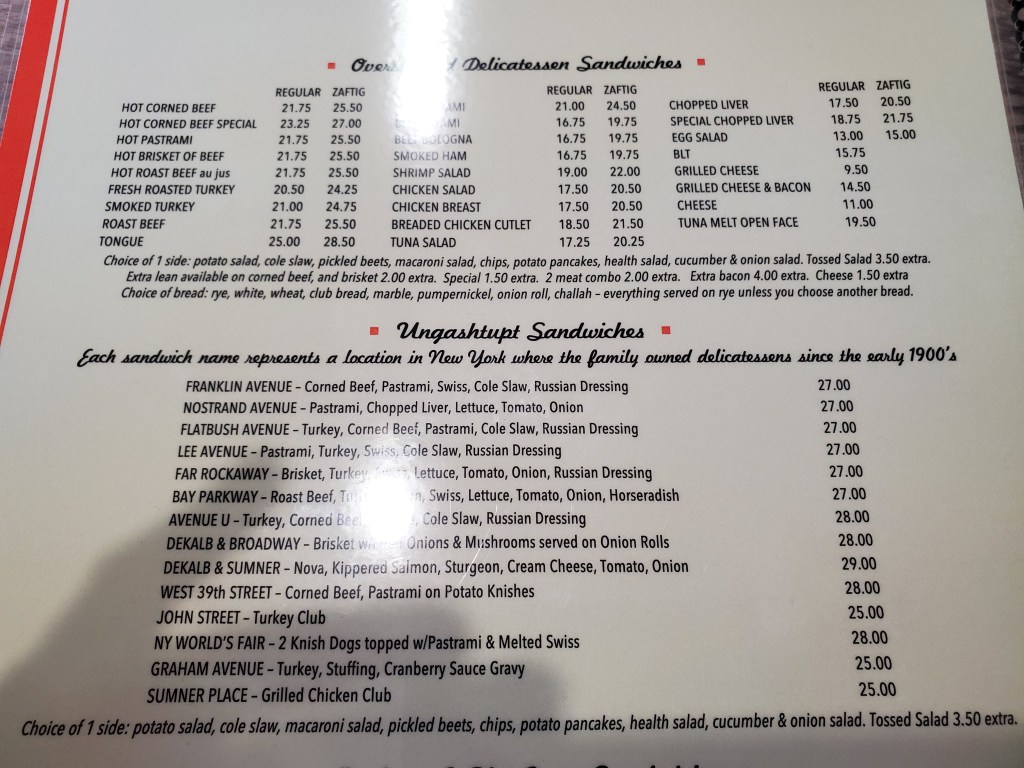 Delicatessen Sandwiches
REGULAR ZAFTIG REGULAR ZAFTIG REGULAR ZAFTIG
HOT CORNED BEEF 21.75 25.50 21.00 24.50 CHOPPED LIVER 17.50 20.50
HOT CORNED BEEF SPECIAL 23.25 27.00 16.75 19.75 SPECIAL CHOPPED LIVER 18.75 21.75
HOT PASTRAMI 21.75 25.50 BEEF BOLOGNA 16.75 19.75 EGG SALAD 13.00 15.00
HOT BRISKET OF BEEF 21.75 25.50 SMOKED HAM 16.75 19.75 BLT 15.75
HOT ROAST BEEF au jus 21.75 25.50 SHRIMP SALAD 19.00 22.00 GRILLED CHEESE 9.50
FRESH ROASTED TURKEY 20.50 24.25 CHICKEN SALAD 17.50 20.50 GRILLED CHEESE & BACON 14.50
SMOKED TURKEY 21.00 24.75 CHICKEN BREAST 17.50 20.50 CHEESE 11.00
ROAST BEEF 21.75 25.50 BREADED CHICKEN CUTLET 18.50 21.50 TUNA MELT OPEN FACE 19.50
TONGUE 25.00 28.50 TUNA SALAD 17.25 20.25
Choice of 1 side: potato salad, cole slaw, pickled beets, macaroni salad, chips, potato pancakes, health salad, cucumber & onion salad. Tossed Salad 3.50 extra.
Extra lean available on corned beef, and brisket 2.00 extra. Special 1.50 extra. 2 meat combo 2.00 extra. Extra bacon 4.00 extra. Cheese 1.50 extra
Choice of bread: rye, white, wheat, club bread, marble, pumpernickel, onion roll, challah – everything served on rye unless you choose another bread.
Ungashtupt Sandwiches
Each sandwich name represents a location in New York where the family owned delicatessens since the early 1900's
FRANKLIN AVENUE – Corned Beef, Pastrami, Swiss, Cole Slaw, Russian Dressing 27.00
NOSTRAND AVENUE – Pastrami, Chopped Liver, Lettuce, Tomato, Onion 27.00
FLATBUSH AVENUE – Turkey, Corned Beef, Pastrami, Cole Slaw, Russian Dressing 27.00
LEE AVENUE – Pastrami, Turkey, Swiss, Cole Slaw, Russian Dressing 27.00
FAR ROCKAWAY – Brisket, Turkey, Swiss, Lettuce, Tomato, Onion, Russian Dressing 27.00
BAY PARKWAY – Roast Beef, Swiss, Lettuce, Tomato, Onion, Horseradish 27.00
AVENUE U – Turkey, Corned Beef, Cole Slaw, Russian Dressing 28.00
DEKALB & BROADWAY – Brisket Onions & Mushrooms served on Onion Rolls 28.00
DEKALB & SUMNER – Nova, Kippered Salmon, Sturgeon, Cream Cheese, Tomato, Onion 29.00
WEST 39th STREET – Corned Beef, Pastrami on Potato Knishes 28.00
JOHN STREET – Turkey Club 25.00
NY WORLD'S FAIR – 2 Knish Dogs topped w/Pastrami & Melted Swiss 28.00
GRAHAM AVENUE – Turkey, Stuffing, Cranberry Sauce Gravy 25.00
SUMNER PLACE – Grilled Chicken Club 25.00
Choice of 1 side: potato salad, cole slaw, macaroni salad, pickled beets, chips, potato pancakes, health salad, cucumber & onion salad. Tossed Salad 3.50 extra.